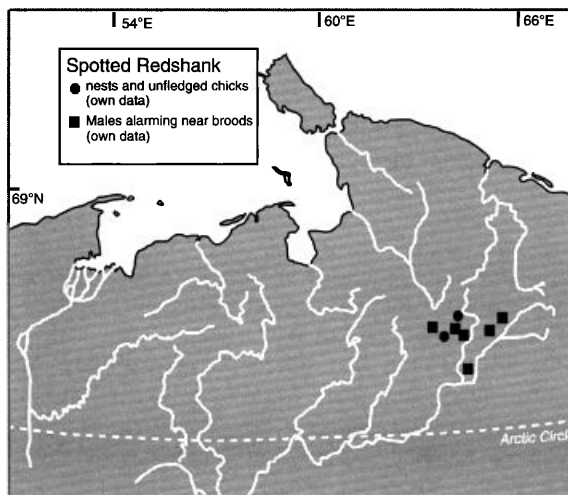 54°E
60°E
66°E
Spotted Redshank
nests and unfledged chicks
(own data)
Males alarming near broods
(own data)
69°N
Arctic Circl